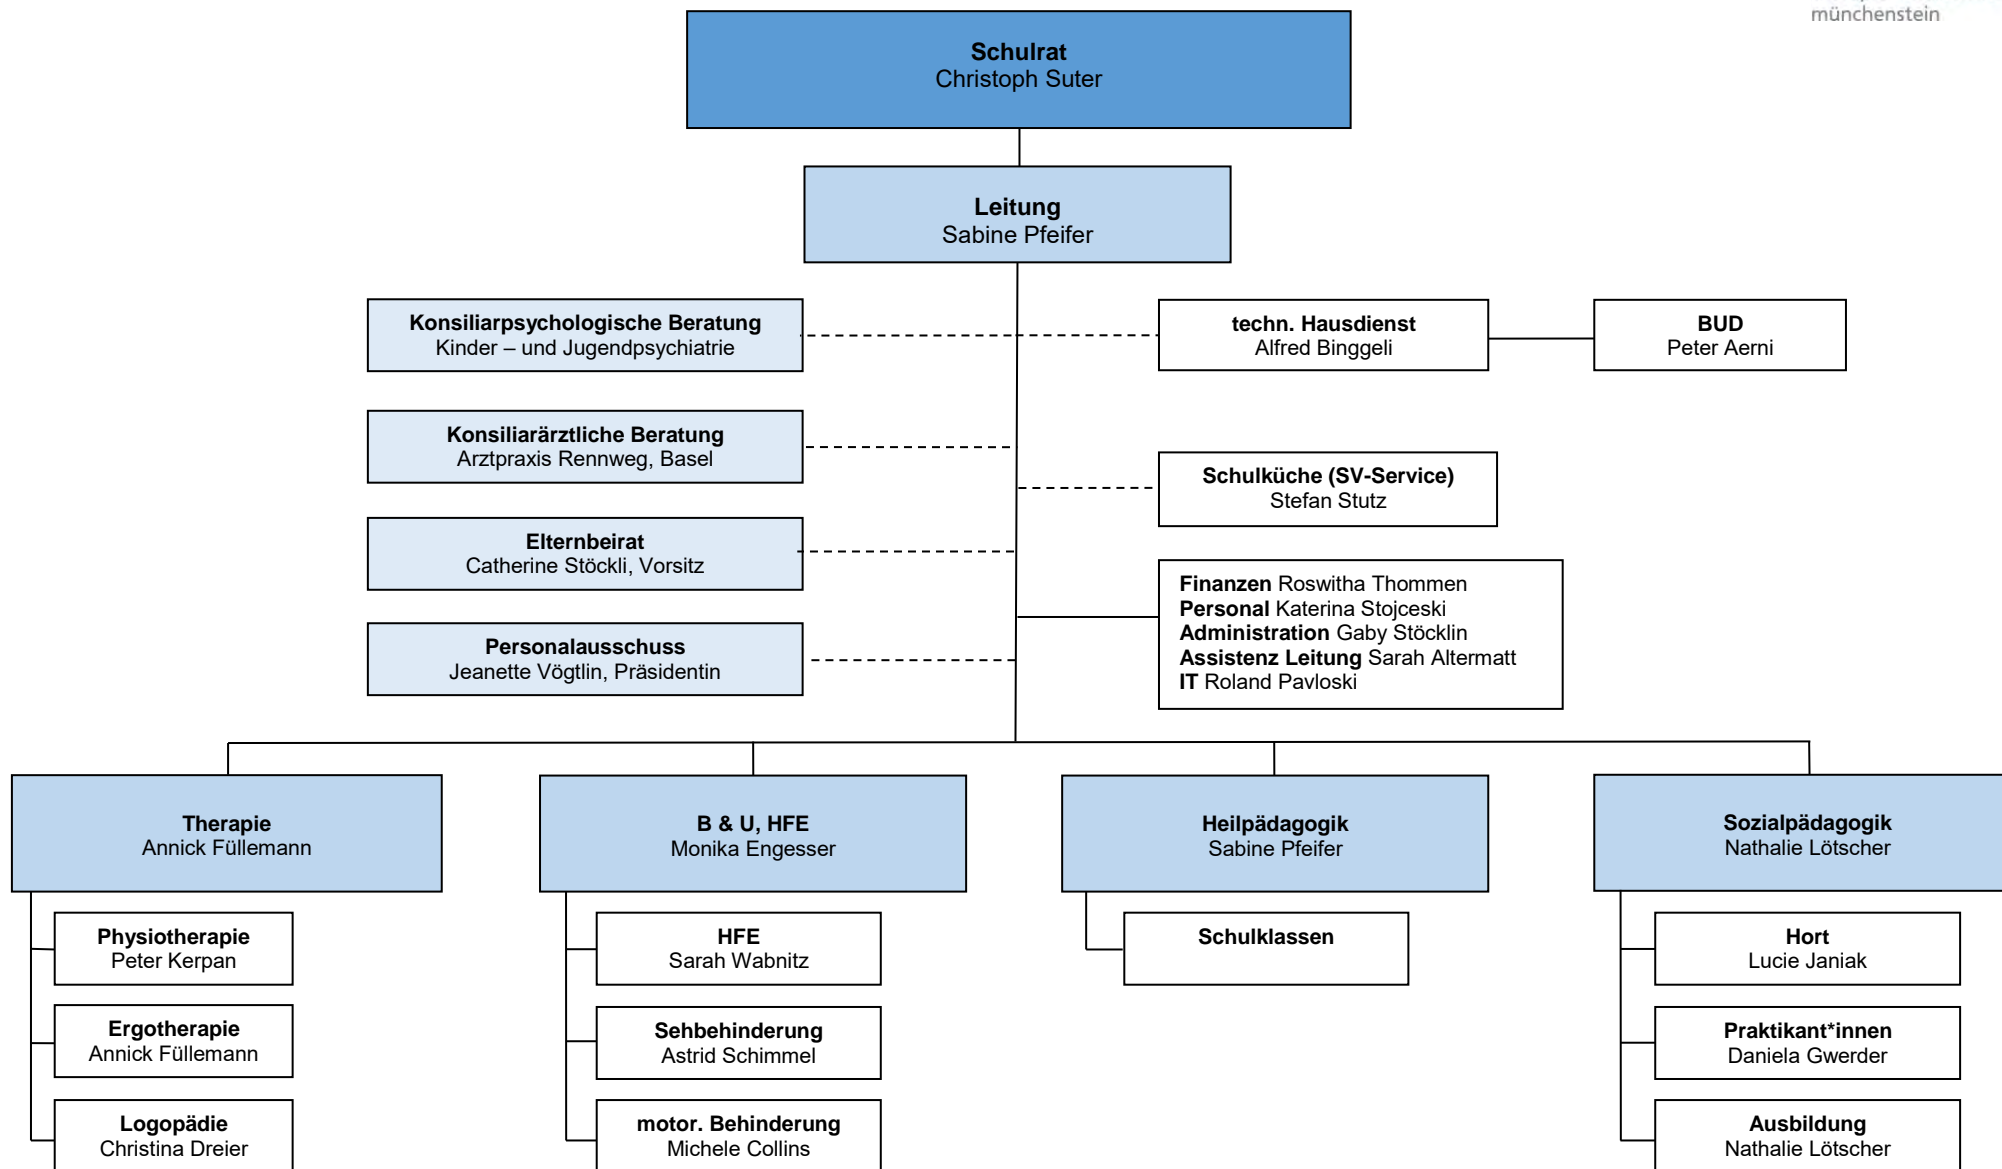 münchenstein
Schulrat
Christoph Suter
Leitung
Sabine Pfeifer
Konsiliarpsychologische Beratung
Kinder – und Jugendpsychiatrie
techn. Hausdienst
Alfred Binggeli
BUD
Peter Aerni
Konsiliarärztliche Beratung
Arztpraxis Rennweg, Basel
Schulküche (SV-Service)
Stefan Stutz
Elternbeirat
Catherine Stöckli, Vorsitz
Finanzen Roswitha Thommen
Personal Katerina Stojceski
Administration Gaby Stöcklin
Assistenz Leitung Sarah Altermatt
IT Roland Pavloski
Personalausschuss
Jeanette Vögtlin, Präsidentin
Therapie
Annick Füllemann
B & U, HFE
Monika Engesser
Heilpädagogik
Sabine Pfeifer
Sozialpädagogik
Nathalie Lötscher
Physiotherapie
Peter Kerpan
Ergotherapie
Annick Füllemann
Logopädie
Christina Dreier
HFE
Sarah Wabnitz
Sehbehinderung
Astrid Schimmel
motor. Behinderung
Michele Collins
Schulklassen
Hort
Lucie Janiak
Praktikant*innen
Daniela Gwerder
Ausbildung
Nathalie Lötscher